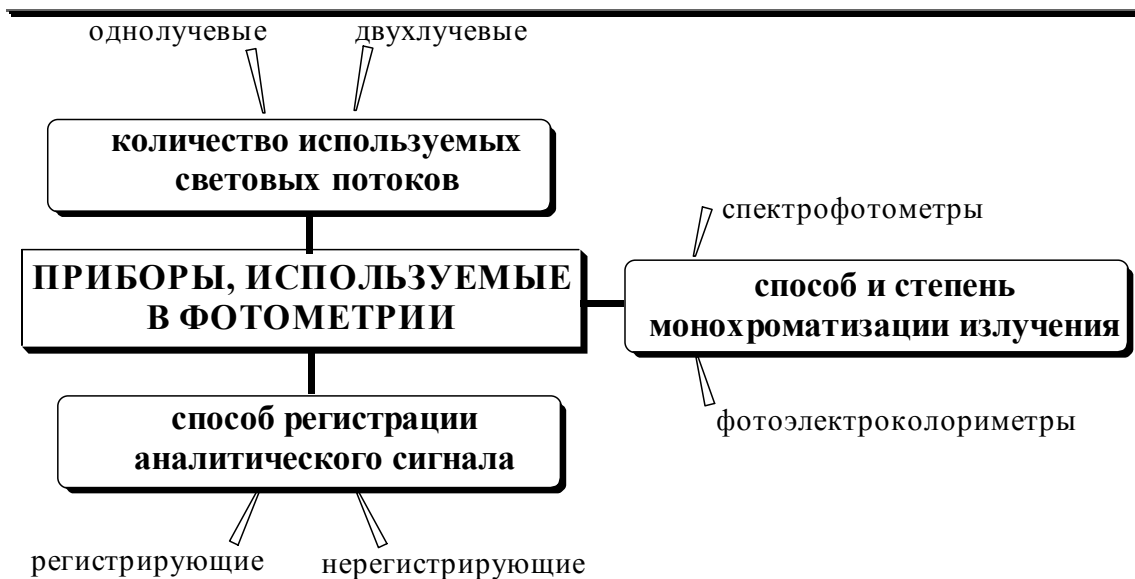 однолучевые
двухлучевые
количество используемых
световых потоков
спектрофотометры
ПРИБОРЫ, ИСПОЛЬЗУЕМЫЕ
В ФОТОМЕТРИИ
способ и степень
монохроматизации излучения
способ регистрации
аналитического сигнала
фотоэлектроколориметры
регистрирующие
нерегистрирующие